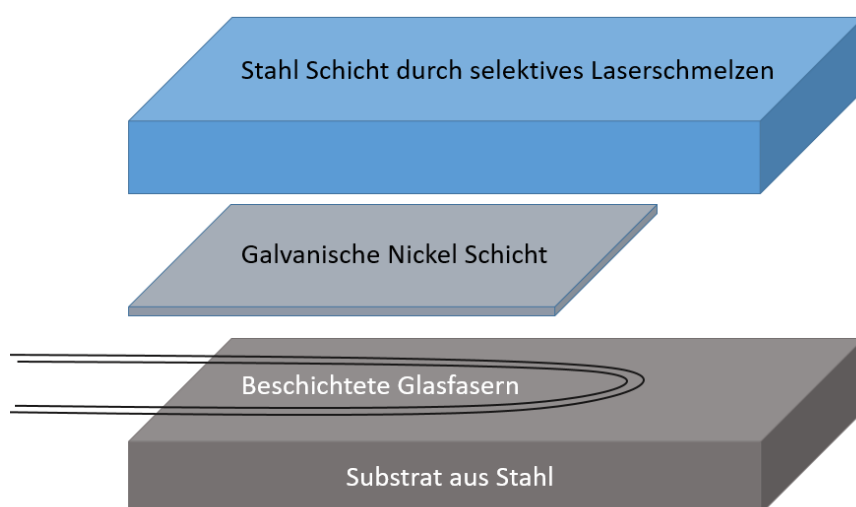 Stahl Schicht durch selektives Laserschmelzen
Galvanische Nickel Schicht
Beschichtete Glasfasern
Substrat aus Stahl